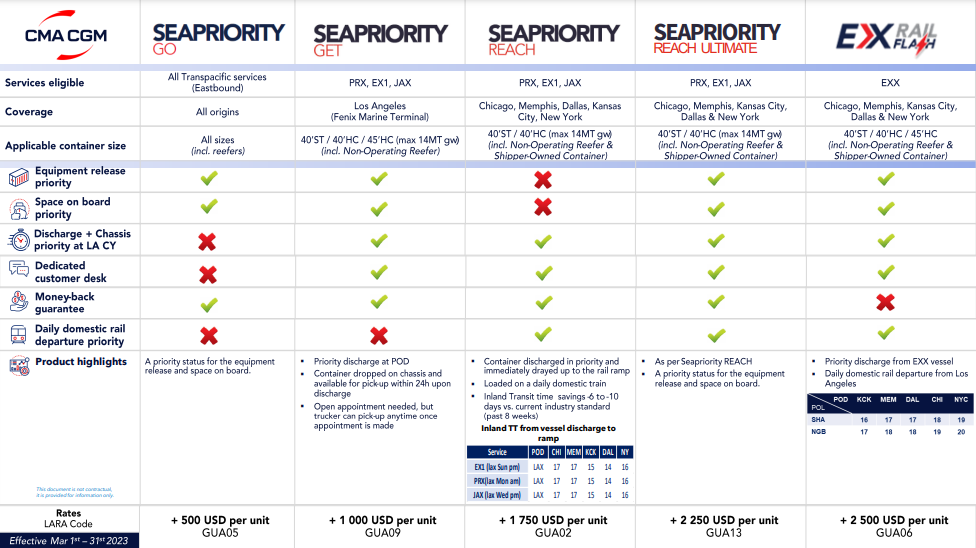 CMA CGM
SEAPRIORITY
GO
SEAPRIORITY
GET
SEAPRIORITY
REACH
SEAPRIORITY
REACH ULTIMATE
EXX RAIL
FLASH
Services eligible
All Transpacific services
(Eastbound)
PRX, EX1, JAX
PRX, EX1, JAX
PRX, EX1, JAX
EXX
Coverage
All origins
Los Angeles
(Fenix Marine Terminal)
Chicago, Memphis, Dallas, Kansas
City, New York
Chicago, Memphis, Kansas City,
Dallas & New York
Chicago, Memphis, Kansas City,
Dallas & New York
Applicable container size
All sizes
(incl. reefers)
40'ST / 40'HC / 45'HC (max 14MT gw)
(incl. Non-Operating Reefer)
40'ST / 40'HC (max 14MT gw)
(incl. Non-Operating Reefer &
Shipper-Owned Container)
40'ST / 40'HC (max 14MT gw)
(incl. Non-Operating Reefer &
Shipper-Owned Container)
40'ST / 40'HC / 45'HC
(incl. Non-Operating Reefer &
Shipper-Owned Container)
Equipment release
priority
Space on board
priority
Discharge + Chassis
priority at LA CY
Dedicated
customer desk
Money-back
guarantee
Daily domestic rail
departure priority
Product highlights
A priority status for the equipment
release and space on board.
▪ Priority discharge at POD
▪ Container dropped on chassis and
available for pick-up within 24h upon
discharge
▪ Open appointment needed, but
trucker can pick-up anytime once
appointment is made
▪ Container discharged in priority and
immediately drayed up to the rail ramp
▪ Loaded on a daily domestic train
▪ Inland Transit time savings -6 to -10
days vs. current industry standard
(past 8 weeks)
Inland TT from vessel discharge to
ramp
Service POD CHI MEM KCK DAL NY
EX1 (lax Sun pm) LAX 17 17 15 14 16
PRX(lax Mon am) LAX 17 17 15 14 16
JAX (lax Wed pm) LAX 17 17 15 14 16
▪ As per Seapriority REACH
▪ A priority status for the equipment
release and space on board.
▪ Priority discharge from EXX vessel
▪ Daily domestic rail departure from Los
Angeles
POD KCK MEM DAL CHI NYC
POL
SHA 16 17 17 18 19
NGB 17 18 18 19 20
This document is not contractual,
it is provided for information only.
Rates
LARA Code
Effective Mar 1st – 31st 2023
+ 500 USD per unit
GUA05
+ 1 000 USD per unit
GUA09
+ 1 750 USD per unit
GUA02
+ 2 250 USD per unit
GUA13
+ 2 500 USD per unit
GUA06